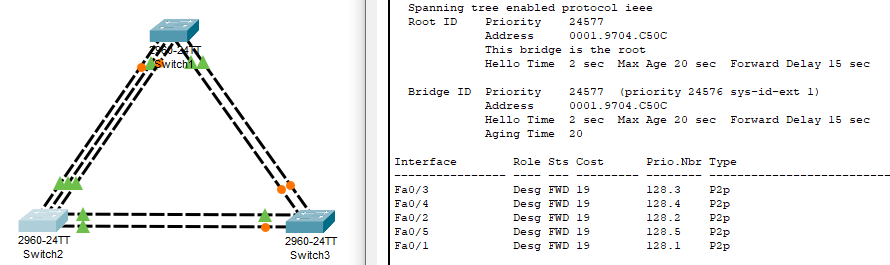 2960-24TT
Switch1
2960-24TT
Switch2
2960-24TT
Switch3
Spanning tree enabled protocol ieee
Root ID    Priority    24577
Address     0001.9704.C50C
This bridge is the root
Hello Time  2 sec  Max Age 20 sec  Forward Delay 15 sec
Bridge ID  Priority    24577  (priority 24576 sys-id-ext 1)
Address     0001.9704.C50C
Hello Time  2 sec  Max Age 20 sec  Forward Delay 15 sec
Aging Time  20
Interface        Role Sts Cost      Prio.Nbr Type
---------------- ---- --- --------- -------- --------------------------------
Fa0/3            Desg FWD 19        128.3    P2p
Fa0/4            Desg FWD 19        128.4    P2p
Fa0/2            Desg FWD 19        128.2    P2p
Fa0/5            Desg FWD 19        128.5    P2p
Fa0/1            Desg FWD 19        128.1    P2p